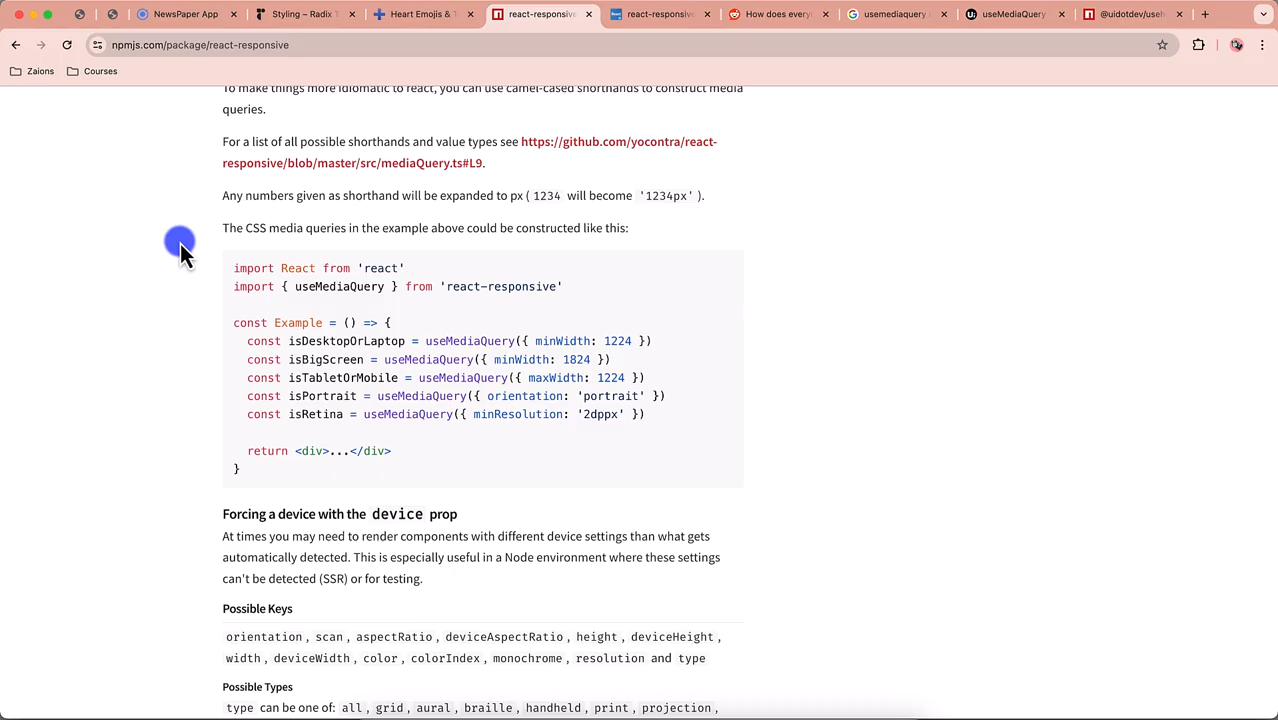 NewsPaper App
Styling – Radix T
Heart Emojis & T
react-responsive
react-responsive
How does every
usemediaquery
useMediaQuery
@uidotdev/useh
npmjs.com/package/react-responsive
Zaions
Courses
To make things more idiomatic to react, you can use camel-cased shorthands to construct media
queries.
For a list of all possible shorthands and value types see https://github.com/yocontra/react-
responsive/blob/master/src/mediaQuery.ts#L9.
Any numbers given as shorthand will be expanded to px ( 1234 will become '1234px' ).
The CSS media queries in the example above could be constructed like this:
import React from 'react'
import { useMediaQuery } from 'react-responsive'
const Example = () => {
const isDesktopOrLaptop = useMediaQuery({ minWidth: 1224 })
const isBigScreen = useMediaQuery({ minWidth: 1824 })
const isTabletOrMobile = useMediaQuery({ maxWidth: 1224 })
const isPortrait = useMediaQuery({ orientation: 'portrait' })
const isRetina = useMediaQuery({ minResolution: '2dppx' })
return <div>...</div>
}
Forcing a device with the device prop
At times you may need to render components with different device settings than what gets
automatically detected. This is especially useful in a Node environment where these settings
can't be detected (SSR) or for testing.
Possible Keys
orientation , scan , aspectRatio , deviceAspectRatio , height , deviceHeight ,
width , deviceWidth , color , colorIndex , monochrome , resolution and type
Possible Types
type can be one of: all , grid , aural , braille , handheld , print , projection ,